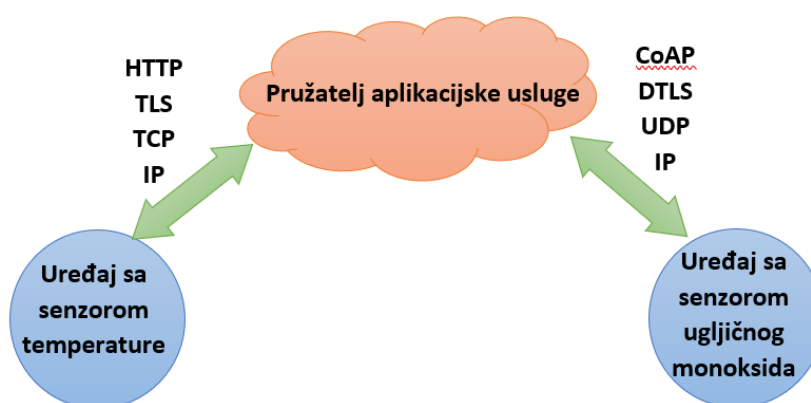 HTTP
TLS
TCP
IP
Pružatelj aplikacijske usluge
CoAP
DTLS
UDP
IP
Uređaj sa
senzorom
temperature
Uređaj sa
senzorom
ugljičnog
monoksida